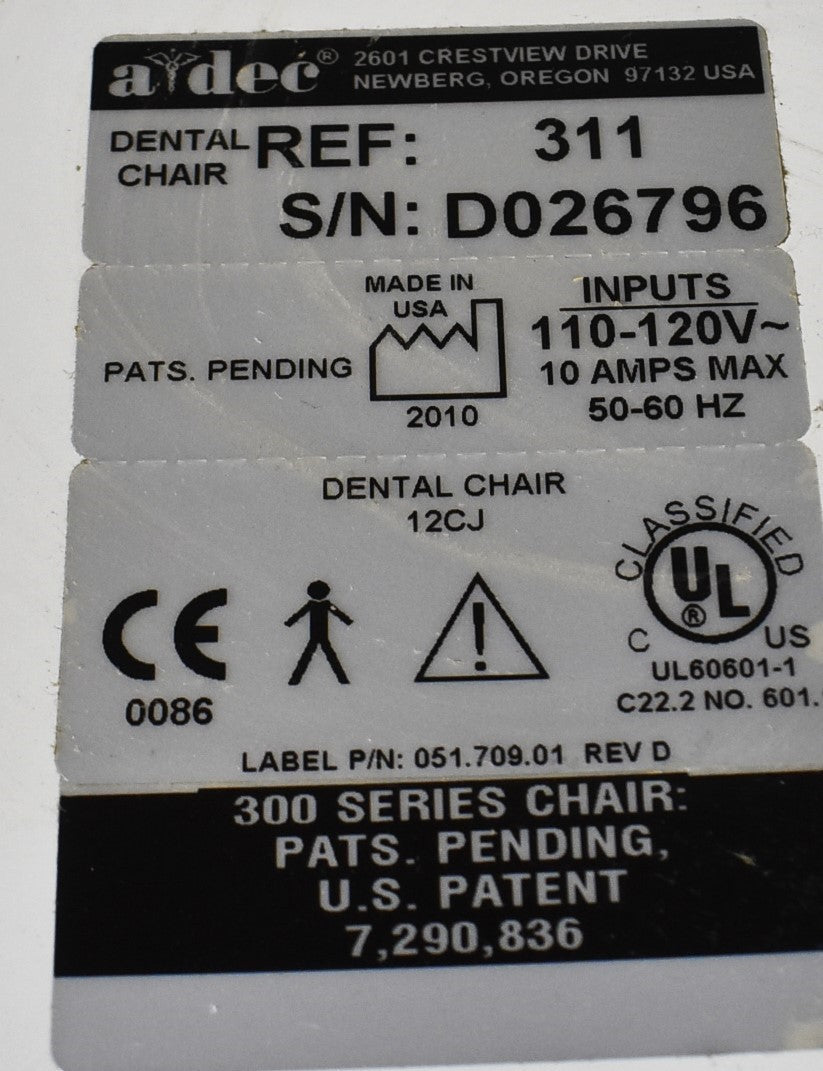 a dec® 2601 CRESTVIEW DRIVE
NEWBERG, OREGON 97132 USA
DENTAL CHAIR REF: 311
S/N: D026796
MADE IN USA
PATS. PENDING
2010
INPUTS
110-120V~
10 AMPS MAX
50-60 HZ
DENTAL CHAIR
12CJ
CE
0086
CLASSIFIED
UL®
C US
UL60601-1
C22.2 NO. 601.
LABEL P/N: 051.709.01 REV D
300 SERIES CHAIR:
PATS. PENDING,
U.S. PATENT
7,290,836